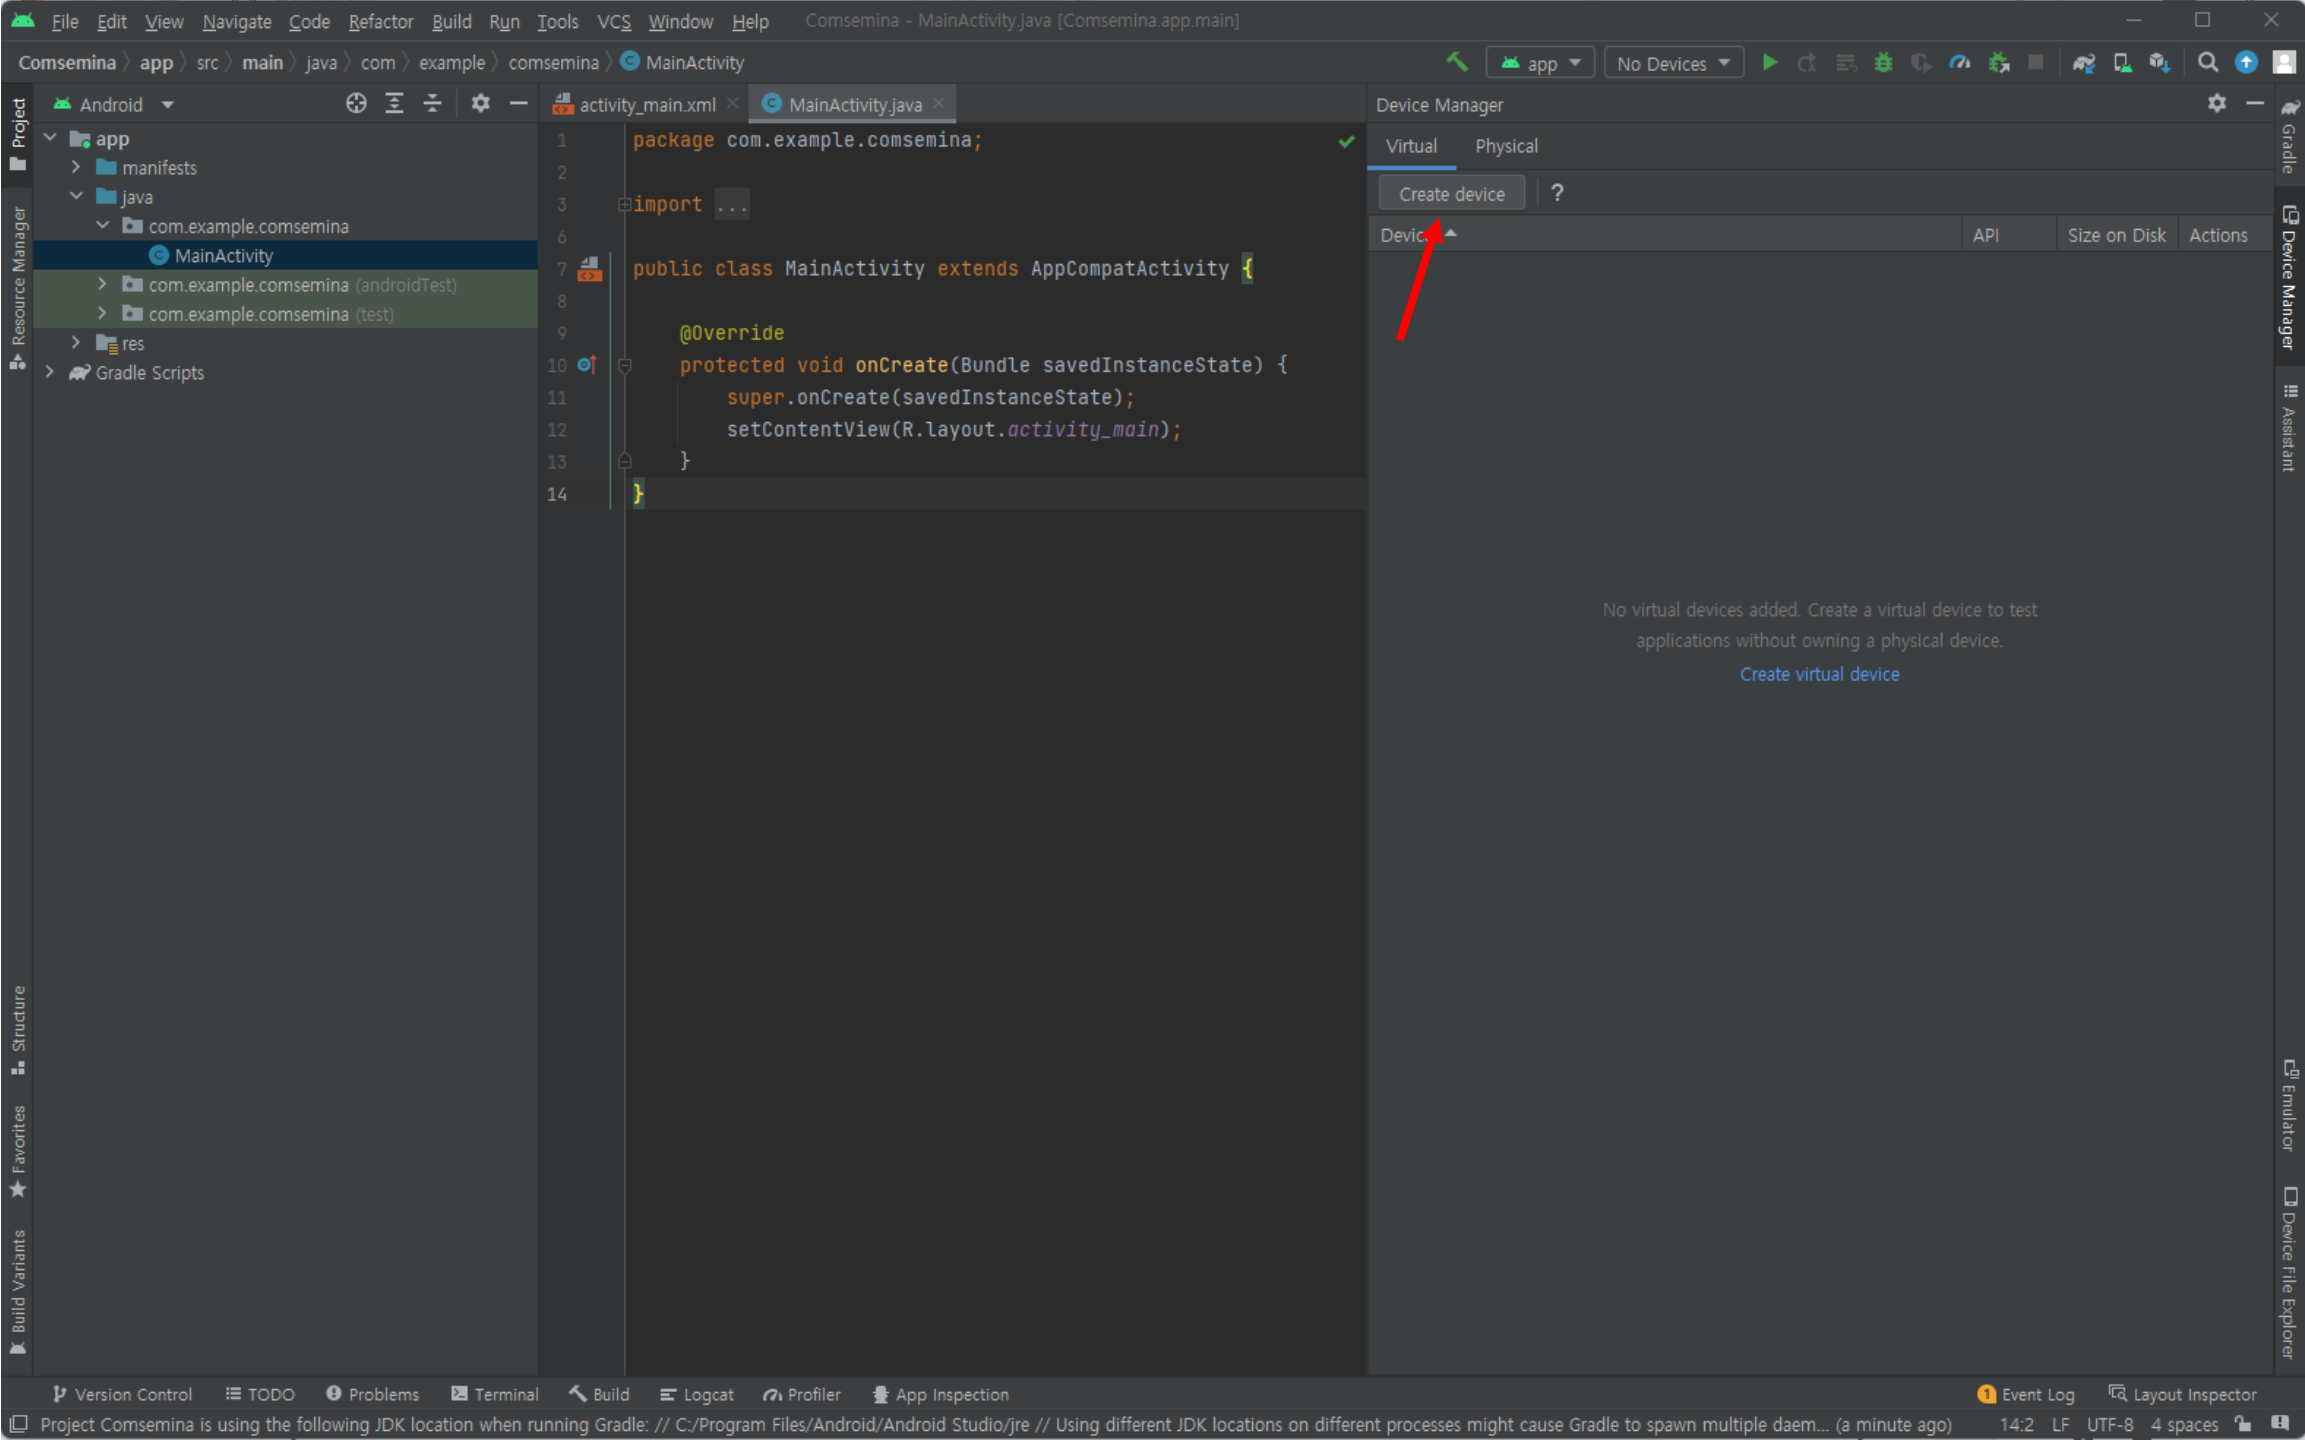 File Edit View Navigate Code Refactor Build Run Tools VCS Window Help Comsemina - MainActivity.java [Comsemina.app.main]
Comsemina app src main java com example comsemina MainActivity app No Devices
Project
Resource Manager
Structure
Favorites
Build Variants
Android
app
manifests
java
com.example.comsemina
MainActivity
com.example.comsemina (androidTest)
com.example.comsemina (test)
res
Gradle Scripts
activity_main.xml MainActivity.java
1 package com.example.comsemina;
2
3 import ...
6
7 public class MainActivity extends AppCompatActivity {
8
9 @Override
10 protected void onCreate(Bundle savedInstanceState) {
11 super.onCreate(savedInstanceState);
12 setContentView(R.layout.activity_main);
13 }
14 }
Device Manager
Virtual Physical
Create device ?
API Size on Disk Actions
No virtual devices added. Create a virtual device to test
applications without owning a physical device.
Create virtual device
Gradle
Device Manager
Assistant
Emulator
Device File Explorer
Version Control TODO Problems Terminal Build Logcat Profiler App Inspection 1 Event Log Layout Inspector
Project Comsemina is using the following JDK location when running Gradle: // C:/Program Files/Android/Android Studio/jre // Using different JDK locations on different processes might cause Gradle to spawn multiple daem... (a minute ago) 14:2 LF UTF-8 4 spaces